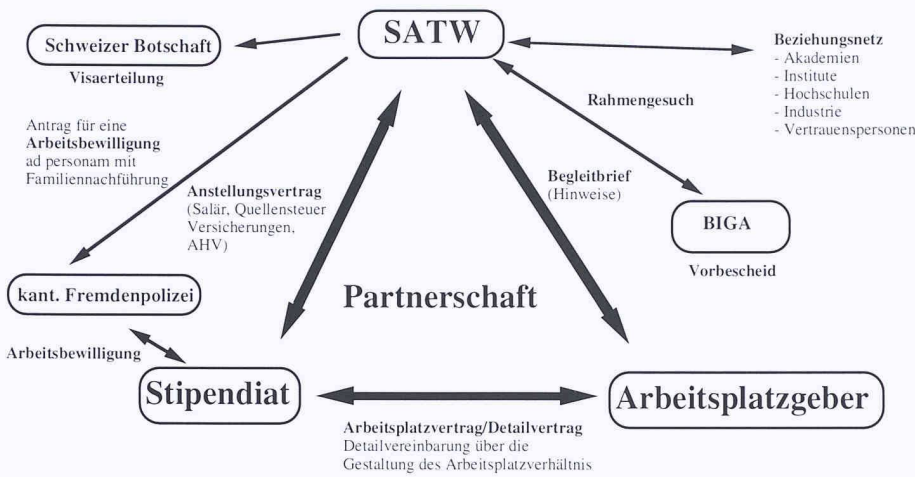 SATW
Schweizer Botschaft
Visaerteilung
Beziehungsnetz
- Akademien
- Institute
- Hochschulen
- Industrie
- Vertrauenspersonen
Rahmengesuch
Antrag für eine
Arbeitsbewilligung
ad personam mit
Familiennachführung
Anstellungsvertrag
(Salär, Quellensteuer
Versicherungen,
AHV)
Begleitbrief
(Hinweise)
BIGA
Vorbescheid
kant. Fremdenpolizei
Partnerschaft
Arbeitsbewilligung
Stipendiat
Arbeitsplatzgeber
Arbeitsplatzvertrag/Detailvertrag
Detailvereinbarung über die
Gestaltung des Arbeitsplatzverhältnis